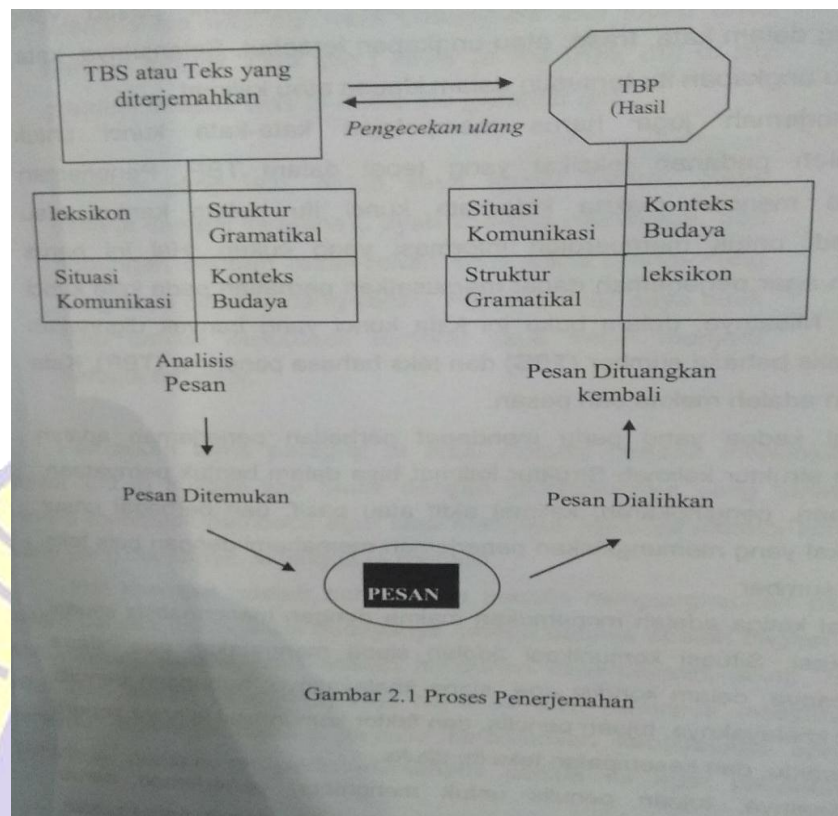 TBS atau Teks yang
diterjemahkan
Pengecekan ulang
TBP
(Hasil
leksikon
Struktur
Gramatikal
Situasi
Komunikasi
Konteks
Budaya
Situasi
Komunikasi
Konteks
Budaya
Struktur
Gramatikal
leksikon
Analisis
Pesan
Pesan Dituangkan
kembali
Pesan Ditemukan
Pesan Dialihkan
PESAN
Gambar 2.1 Proses Penerjemahan